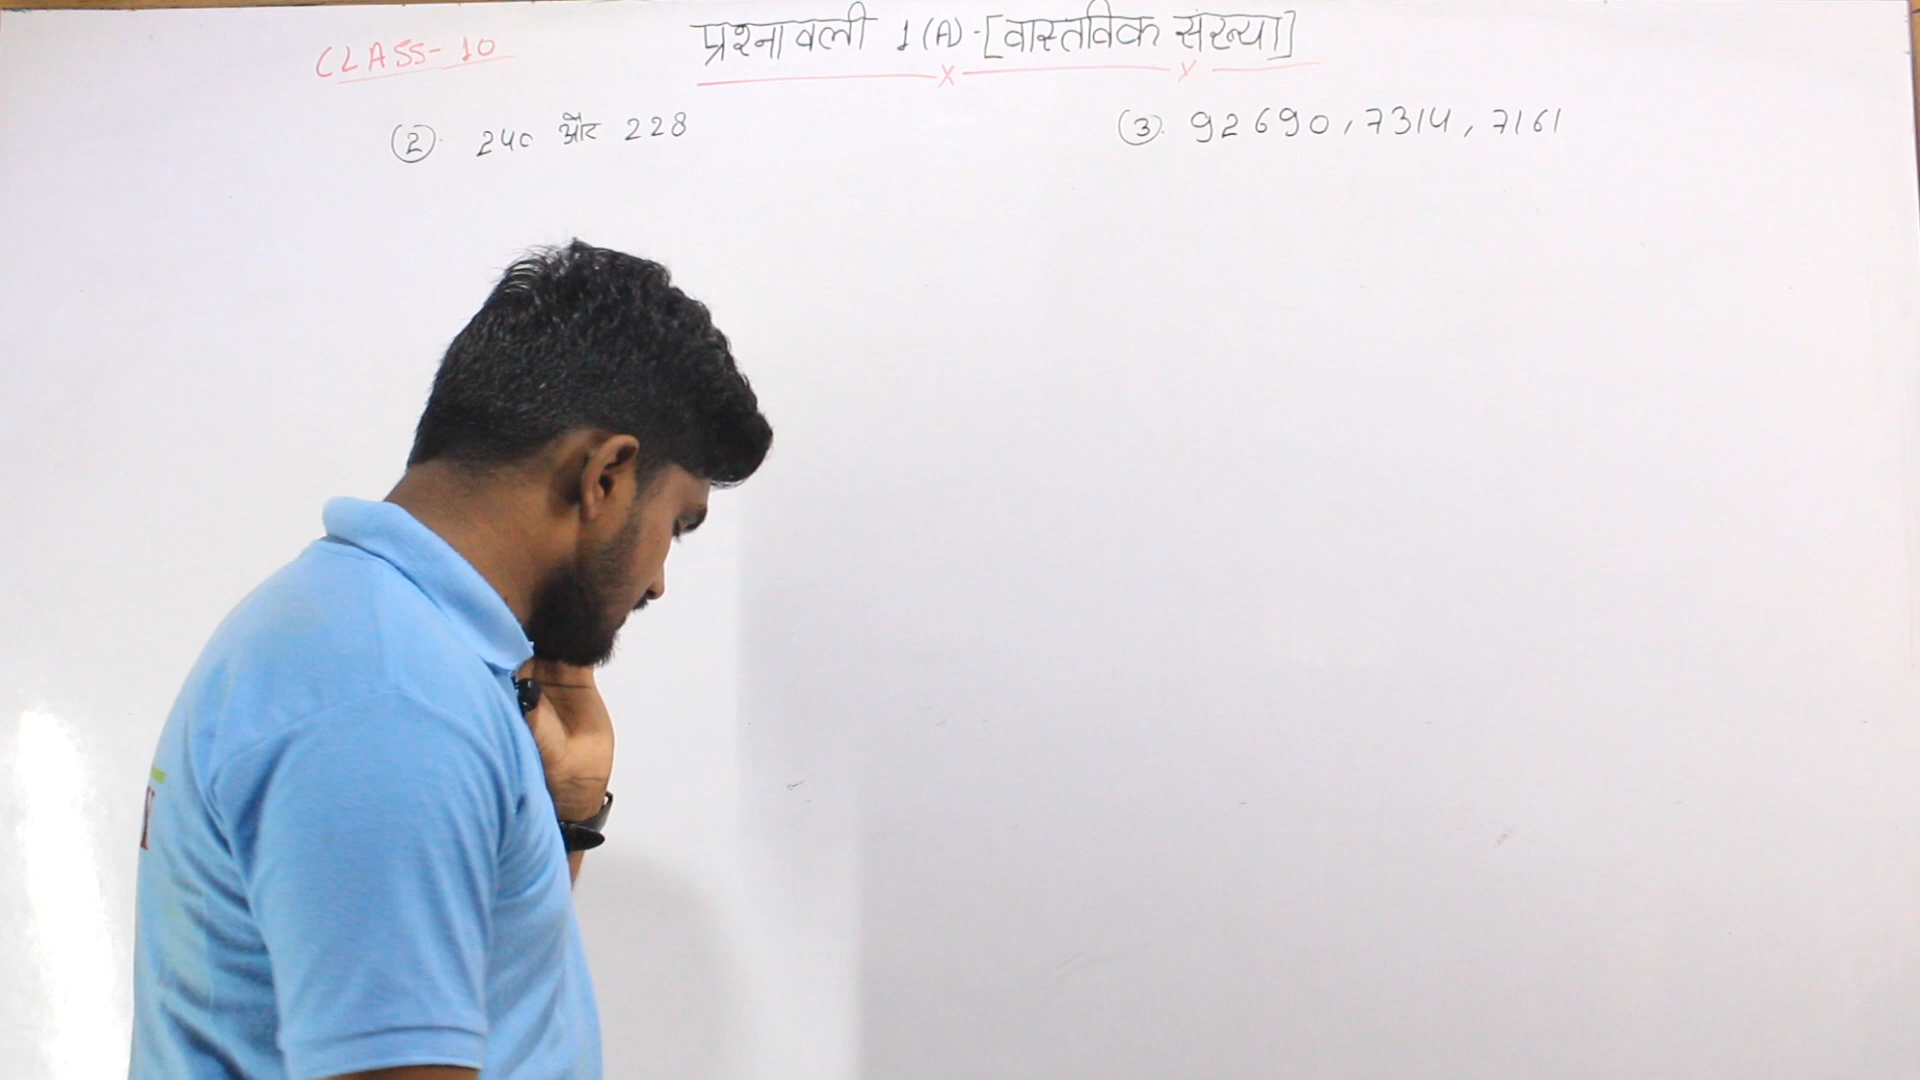 CLASS-10
प्रश्नावली 1(A)-[वास्तविक संख्या]
(2). 240 और 228
(3). 92690, 7314, 7161